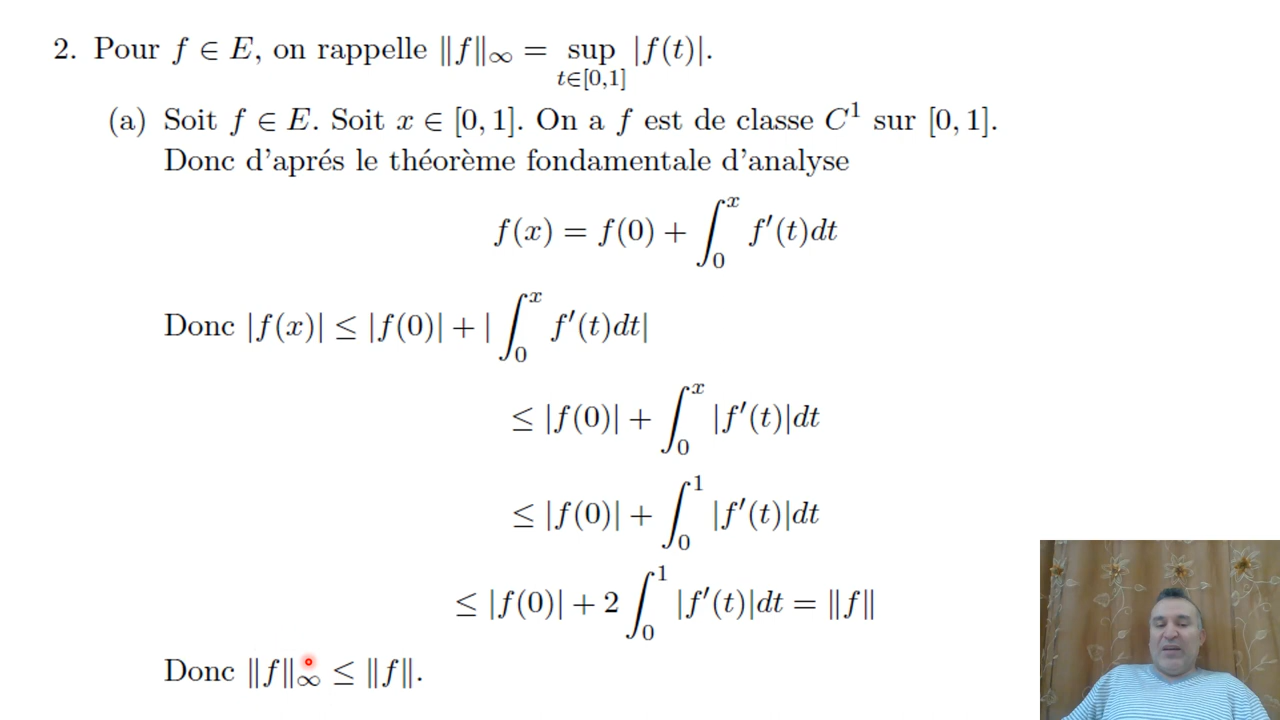 2. Pour f ∈ E, on rappelle ‖f‖∞ = sup_{t∈[0,1]} |f(t)|.
(a) Soit f ∈ E. Soit x ∈ [0, 1]. On a f est de classe C¹ sur [0, 1].
Donc d'aprés le théorème fondamentale d'analyse
f(x) = f(0) + ∫₀ˣ f′(t)dt
Donc |f(x)| ≤ |f(0)| + | ∫₀ˣ f′(t)dt|
≤ |f(0)| + ∫₀ˣ |f′(t)|dt
≤ |f(0)| + ∫₀¹ |f′(t)|dt
≤ |f(0)| + 2 ∫₀¹ |f′(t)|dt = ‖f‖
Donc ‖f‖∞ ≤ ‖f‖.